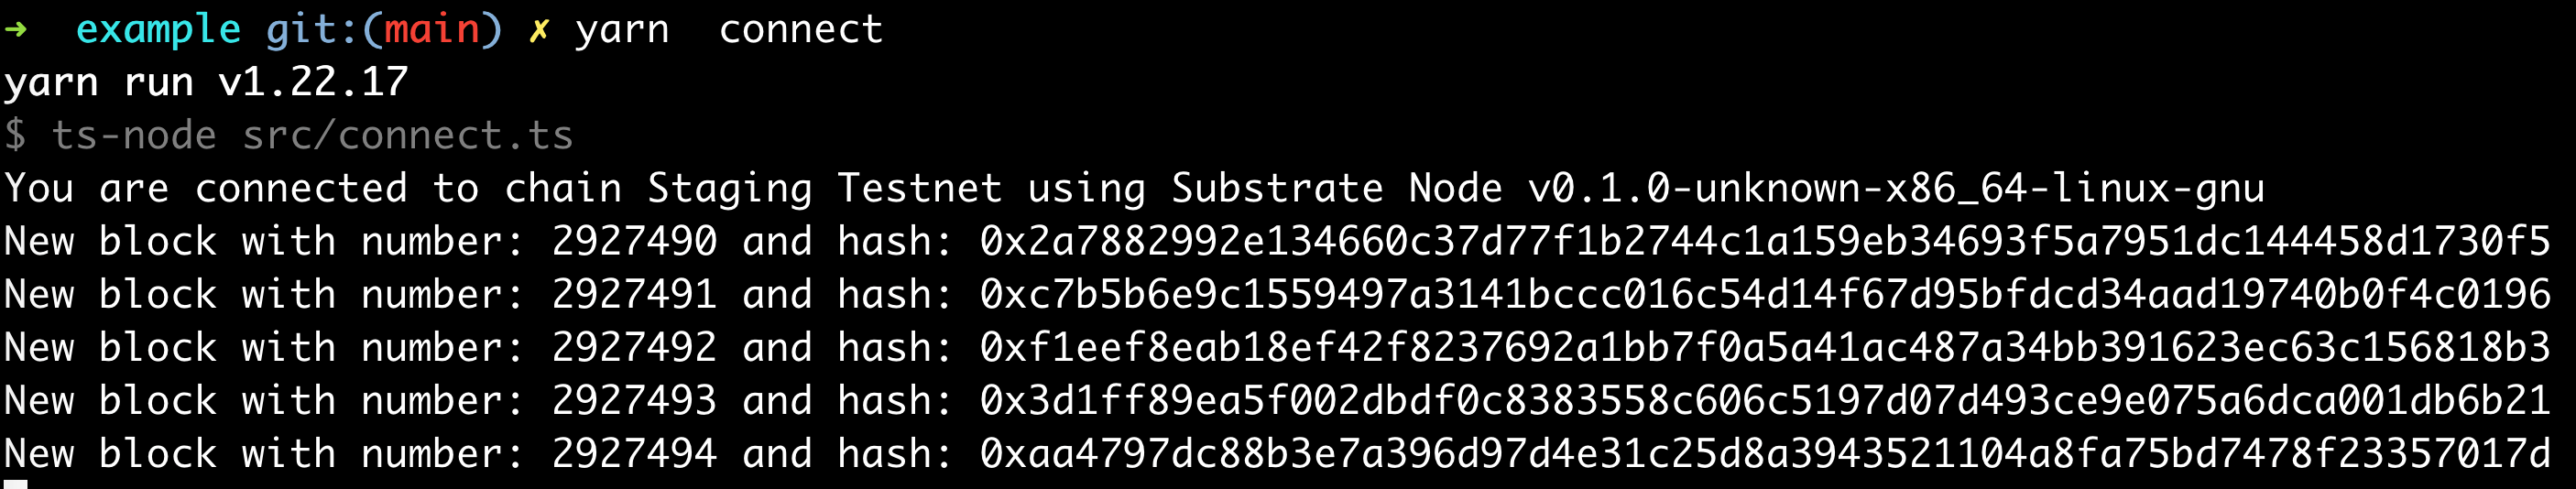 ➜  example git:(main) ✗ yarn  connect
yarn run v1.22.17
$ ts-node src/connect.ts
You are connected to chain Staging Testnet using Substrate Node v0.1.0-unknown-x86_64-linux-gnu
New block with number: 2927490 and hash: 0x2a7882992e134660c37d77f1b2744c1a159eb34693f5a7951dc144458d1730f5
New block with number: 2927491 and hash: 0xc7b5b6e9c1559497a3141bccc016c54d14f67d95bfdcd34aad19740b0f4c0196
New block with number: 2927492 and hash: 0xf1eef8eab18ef42f8237692a1bb7f0a5a41ac487a34bb391623ec63c156818b3
New block with number: 2927493 and hash: 0x3d1ff89ea5f002dbdf0c8383558c606c5197d07d493ce9e075a6dca001db6b21
New block with number: 2927494 and hash: 0xaa4797dc88b3e7a396d97d4e31c25d8a3943521104a8fa75bd7478f23357017d